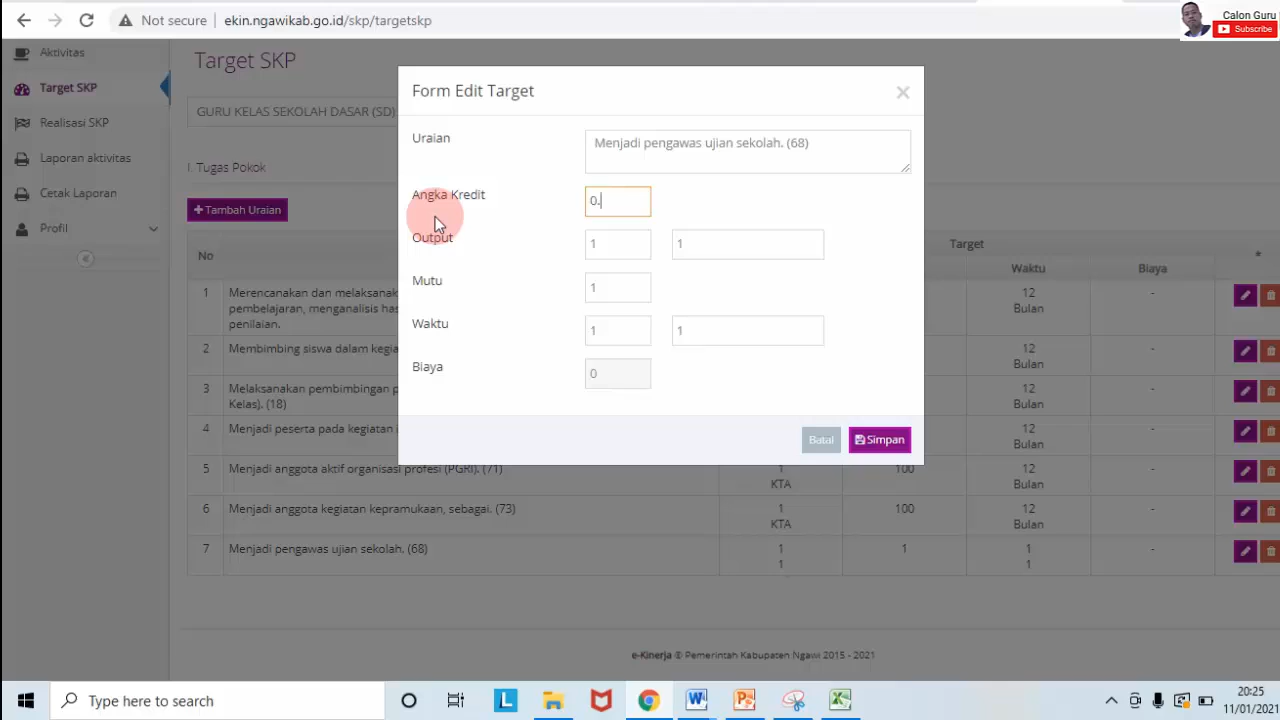 Not secure
ekin.ngawikab.go.id/skp/targetskp
Calon Guru
Subscribe
Aktivitas
Target SKP
Realisasi SKP
Laporan aktivitas
Cetak Laporan
Profil
Target SKP
GURU KELAS SEKOLAH DASAR (SD)
I. Tugas Pokok
+ Tambah Uraian
Form Edit Target
×
Uraian
Menjadi pengawas ujian sekolah. (68)
Angka Kredit
0.
Output
1
1
Mutu
1
Waktu
1
1
Biaya
0
Batal
Simpan
No
Target
*
Waktu
Biaya
1
Merencanakan dan melaksanak
pembelajaran, menganalisis has
penilaian.
12
Bulan
-
2
Membimbing siswa dalam kegia
12
Bulan
-
3
Melaksanakan pembimbingan p
Kelas). (18)
12
Bulan
-
4
Menjadi peserta pada kegiatan
12
Bulan
-
5
Menjadi anggota aktif organisasi profesi (PGRI). (71)
1
KTA
100
12
Bulan
-
6
Menjadi anggota kegiatan kepramukaan, sebagai. (73)
1
KTA
100
12
Bulan
-
7
Menjadi pengawas ujian sekolah. (68)
1
1
1
1
1
-
e-Kinerja © Pemerintah Kabupaten Ngawi 2015 - 2021
Type here to search
20:25
11/01/2021